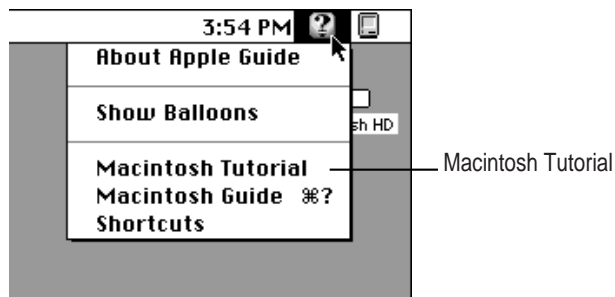 3:54 PM
About Apple Guide
Show Balloons
sh HD
Macintosh Tutorial
Macintosh Tutorial
Macintosh Guide ⌘?
Shortcuts